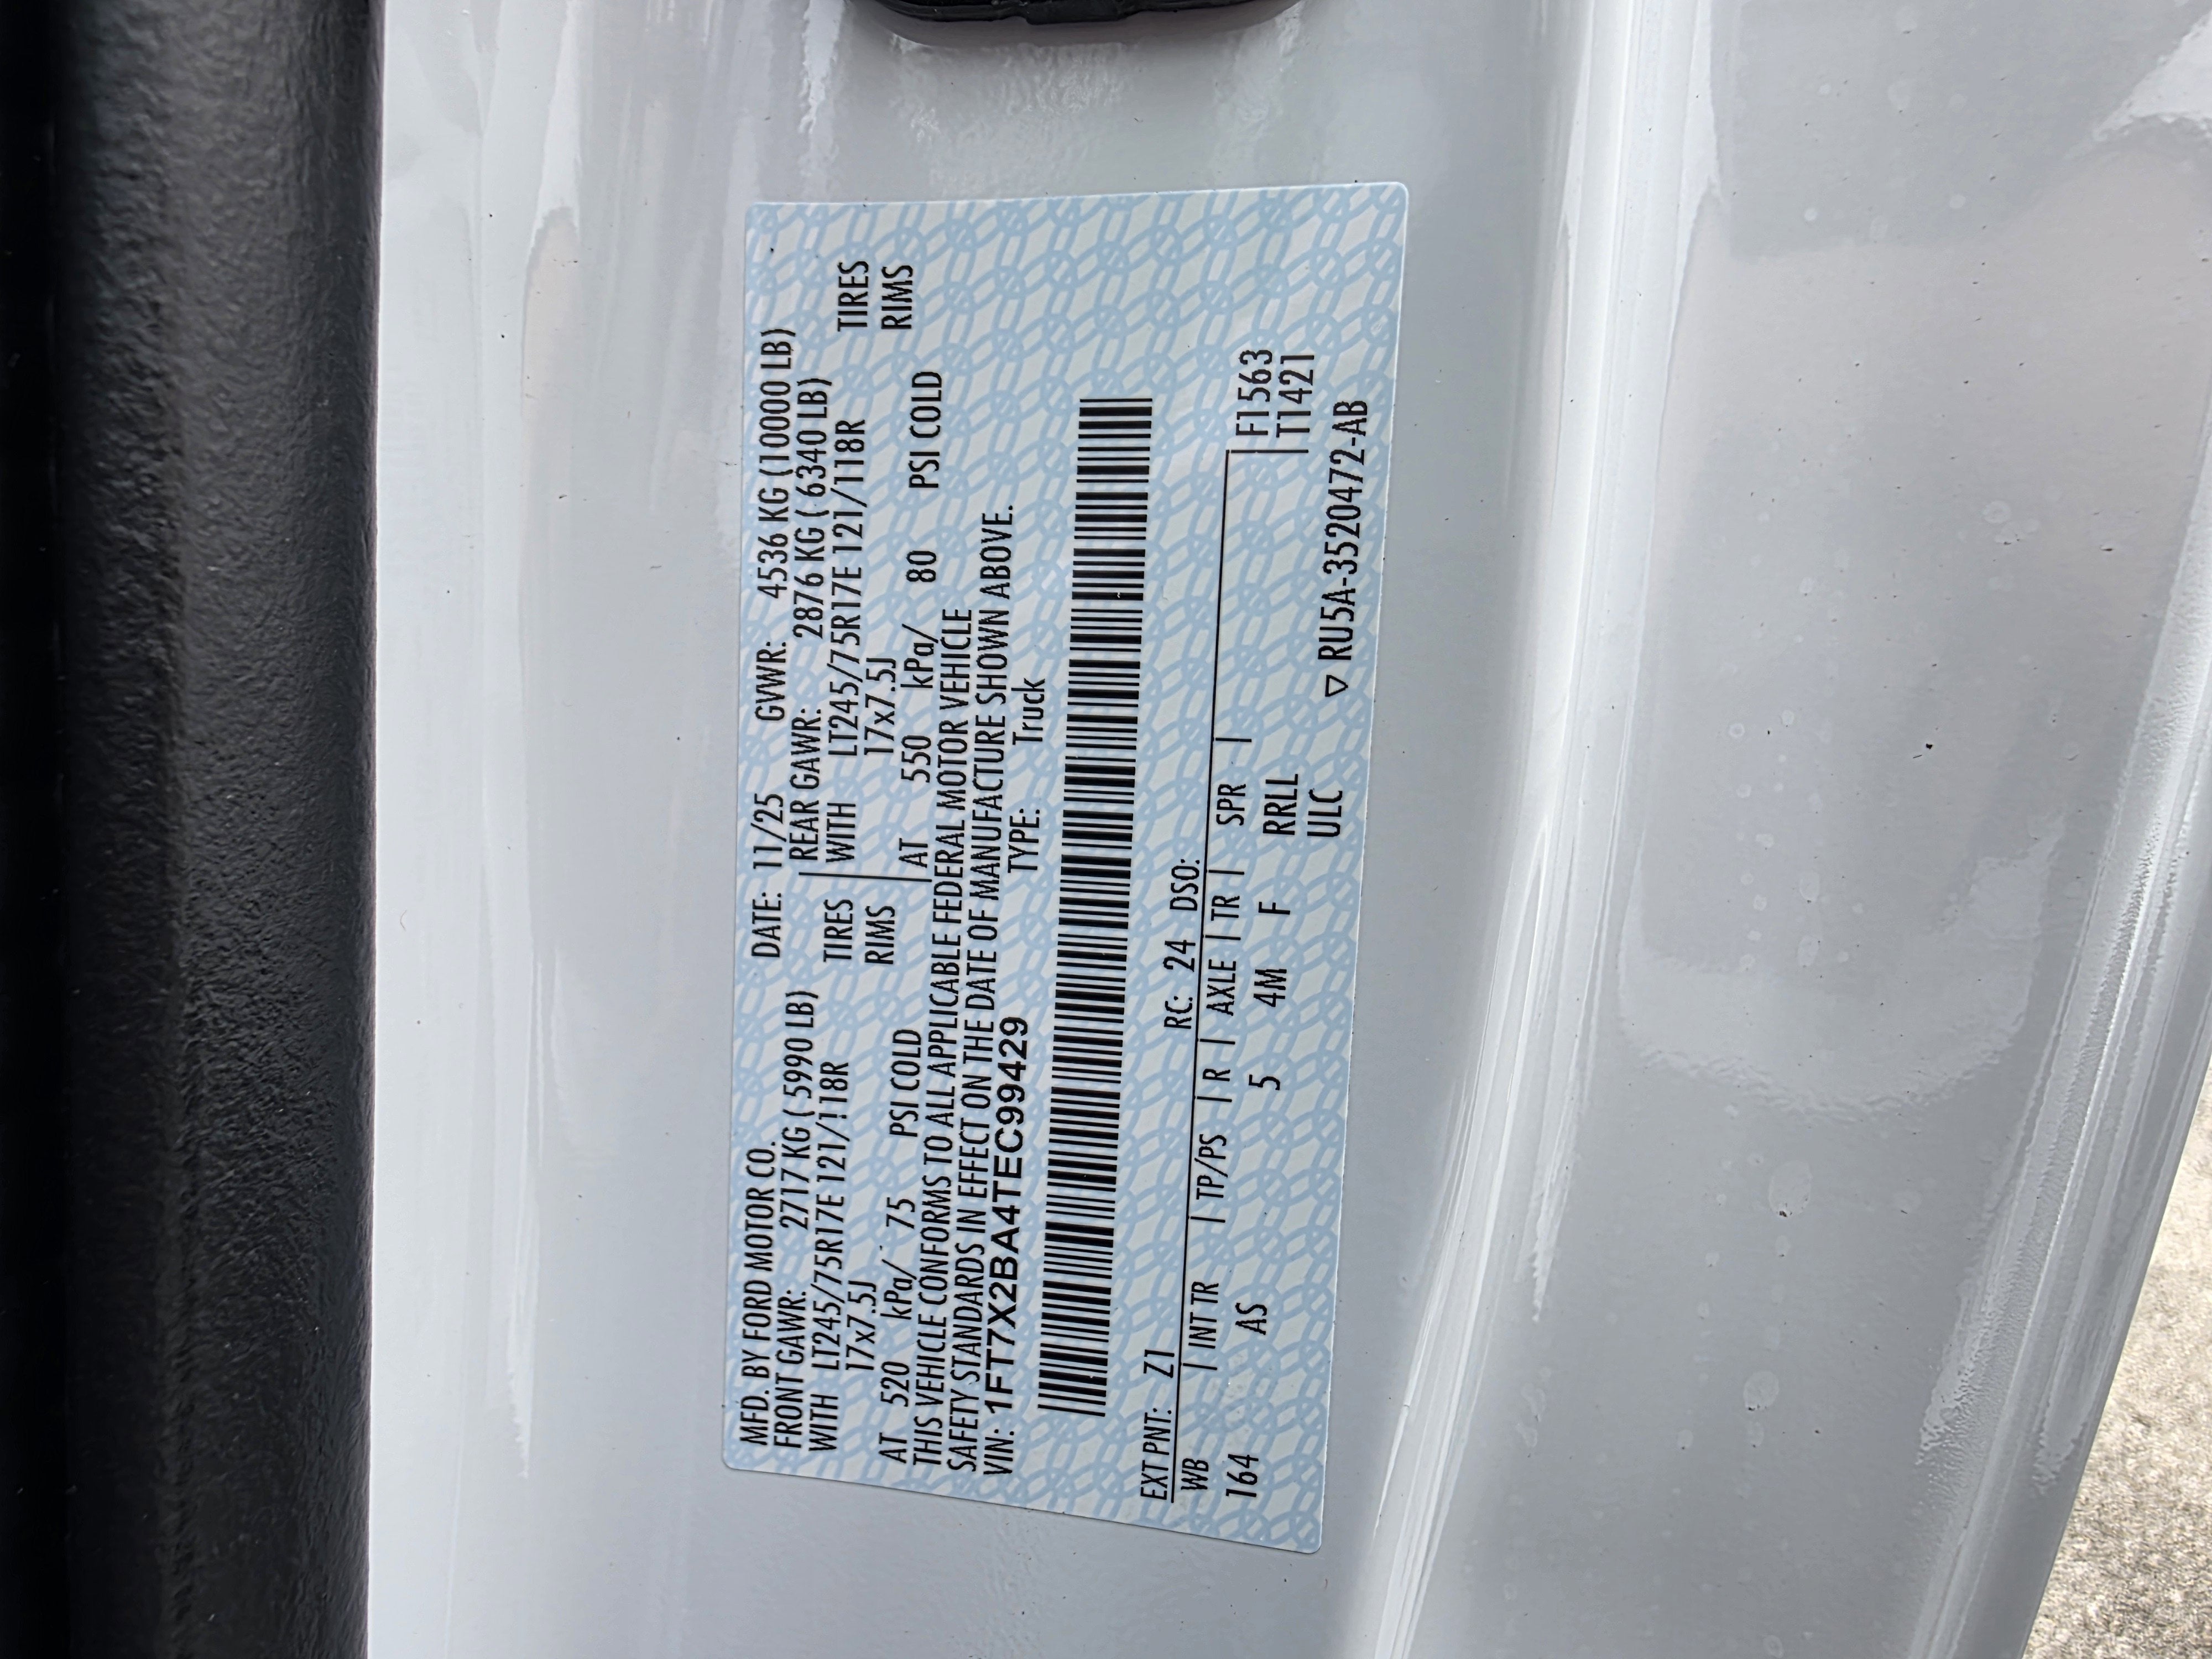 MFD. BY FORD MOTOR CO. DATE: 11/25 GVWR: 4536 KG (10000 LB)
FRONT GAWR: 2717 KG ( 5990 LB) REAR GAWR: 2876 KG ( 6340 LB)
WITH LT245/75R17E 121/118R TIRES WITH LT245/75R17E 121/118R TIRES
17x7.5J RIMS 17x7.5J RIMS
AT 520 kPa/ 75 PSI COLD AT 550 kPa/ 80 PSI COLD
THIS VEHICLE CONFORMS TO ALL APPLICABLE FEDERAL MOTOR VEHICLE
SAFETY STANDARDS IN EFFECT ON THE DATE OF MANUFACTURE SHOWN ABOVE.
VIN: 1FT7X2BA4TEC99429 TYPE: Truck
EXT PNT: Z1 RC: 24 DSO:
WB | INT TR | TP/PS | R | AXLE | TR | SPR | F1563
164 AS 5 4M F RRLL T1421
ULC
▽ RU5A-3520472-AB